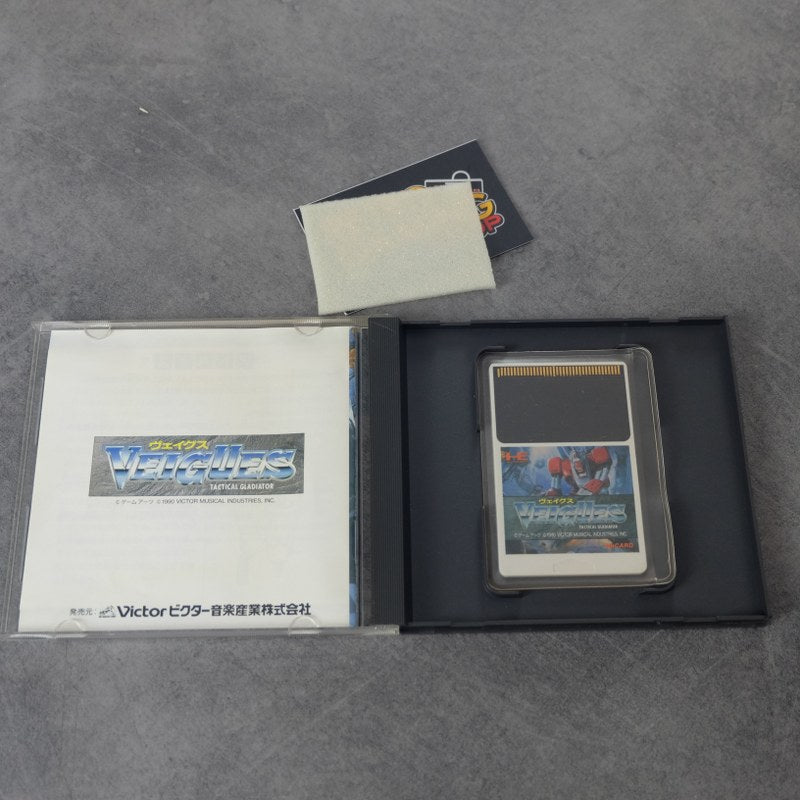 ヴェイグス
VEIGUES
TACTICAL GLADIATOR
©ゲームアーツ ©1990 VICTOR MUSICAL INDUSTRIES, INC.
発売元: Victor ビクター音楽産業株式会社
HE
ヴェイグス
VEIGUES
TACTICAL GLADIATOR
©ゲームアーツ ©1990 VICTOR MUSICAL INDUSTRIES, INC.